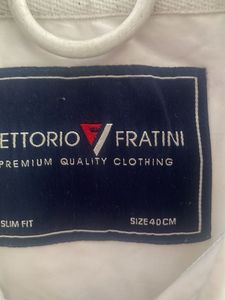 ETTORIO FRATINI
PREMIUM QUALITY CLOTHING
SLIM FIT SIZE 40 CM